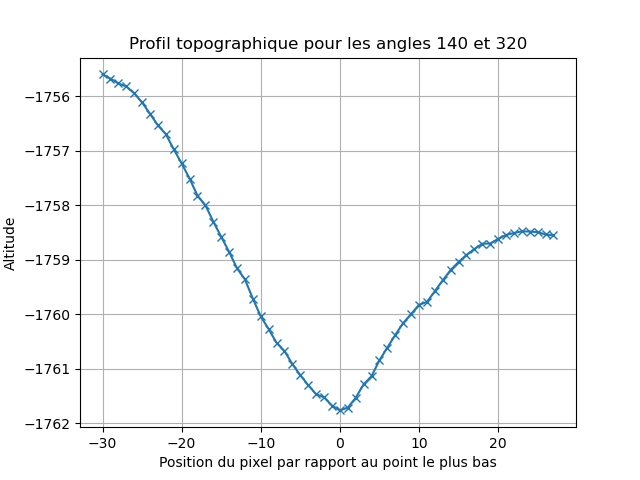 Profil topographique pour les angles 140 et 320
−1756
−1757
−1758
−1759
−1760
−1761
−1762
Altitude
−30 −20 −10 0 10 20
Position du pixel par rapport au point le plus bas